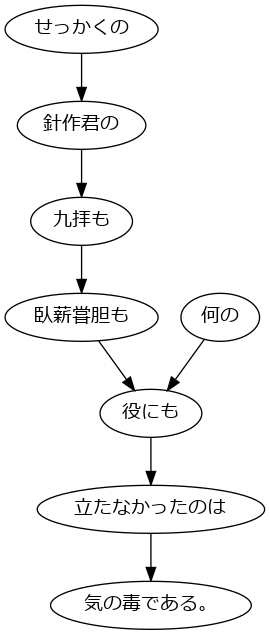 せっかくの
針作君の
九拝も
臥薪甞胆も
何の
役にも
立たなかったのは
気の毒である。